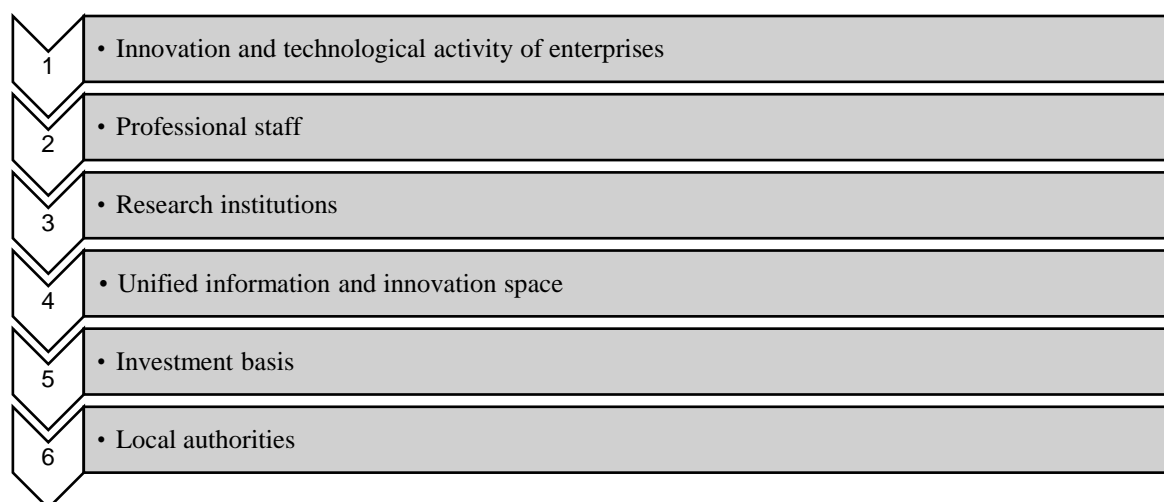 1 • Innovation and technological activity of enterprises
2 • Professional staff
3 • Research institutions
4 • Unified information and innovation space
5 • Investment basis
6 • Local authorities